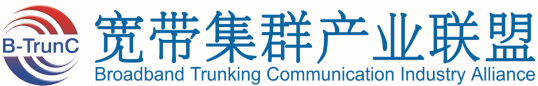 B-TrunC
宽带集群产业联盟
Broadband Trunking Communication Industry Alliance